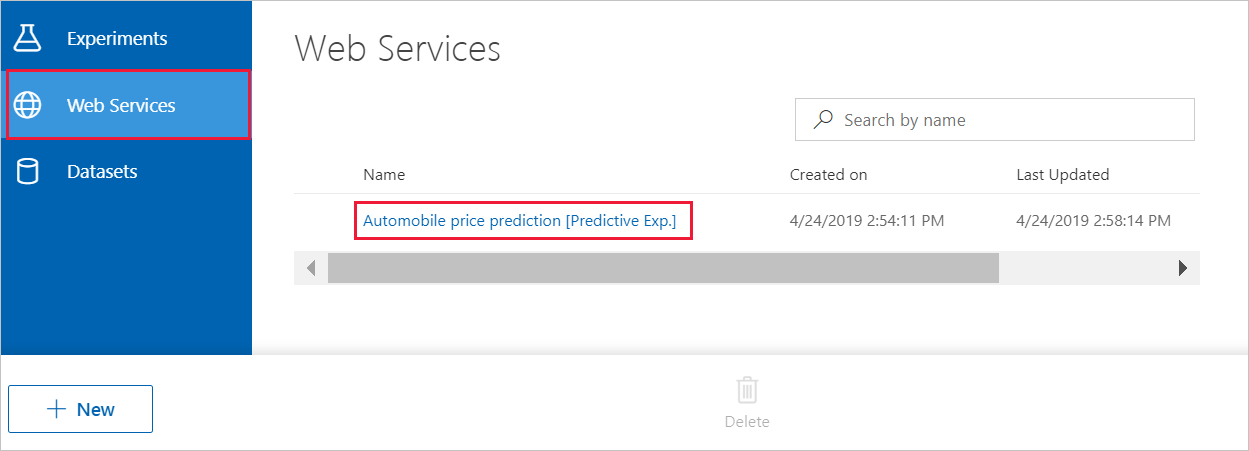 Experiments
Web Services
Datasets
Web Services
Search by name
Name Created on Last Updated
Automobile price prediction [Predictive Exp.] 4/24/2019 2:54:11 PM 4/24/2019 2:58:14 PM
New
Delete